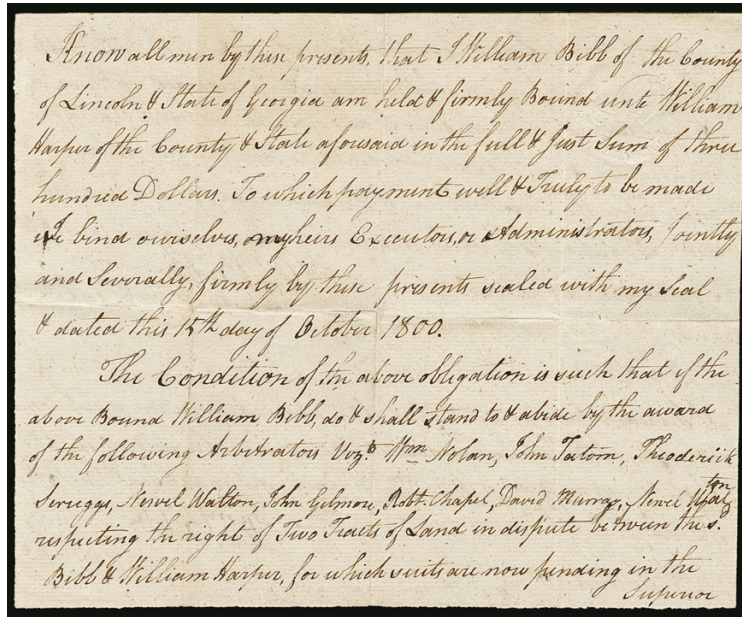 Know all men by these presents, that I William Bibb of the County
of Lincoln & State of Georgia am held & firmly Bound unto William
Harper of the County & State aforesaid in the full & Just Sum of three
hundred Dollars. To which payment well & Truly to be made
We bind ourselves, my heirs Executors, or Administrators, Jointly
and Severally, firmly by these presents sealed with my Seal
& dated this 15th day of October 1800.
The Condition of the above obligation is such that if the
above Bound William Bibb, do & shall stand to & abide by the award
of the following Arbitrators Vizt. Wm Nolan, John Tatom, Theoderick
Scruggs, Newel Walton, John Gilmore, Robt. Chapel, David Murray, Newel
respecting the right of Two Tracts of Land in dispute between the s.
Bibb & William Harper, for which suits are now pending in the
Superior